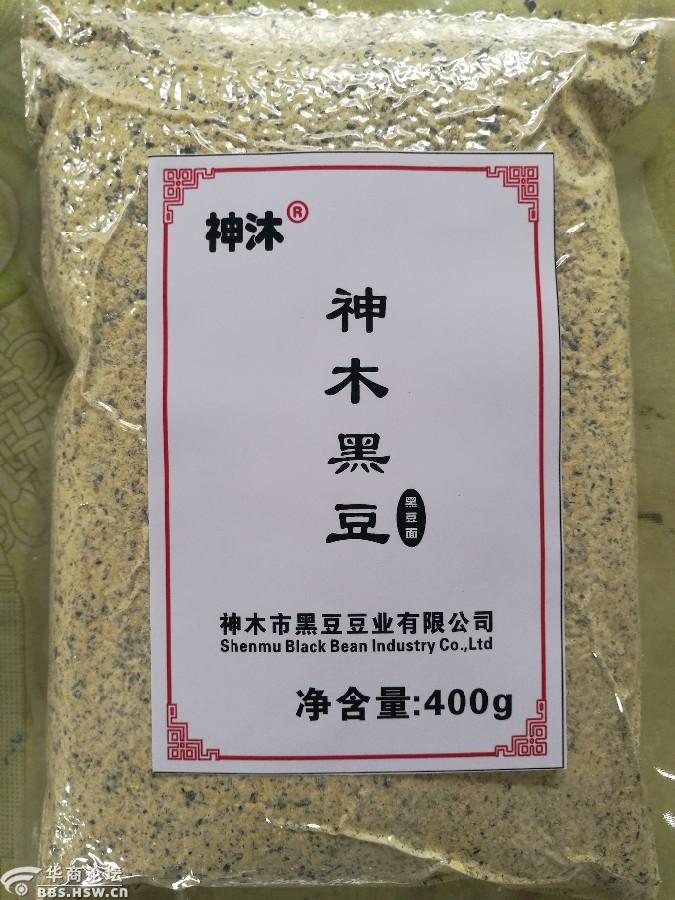 神沐®
神木黑豆
黑豆面
神木市黑豆豆业有限公司
Shenmu Black Bean Industry Co.,Ltd
净含量:400g
华商论坛
BBS.HSW.CN